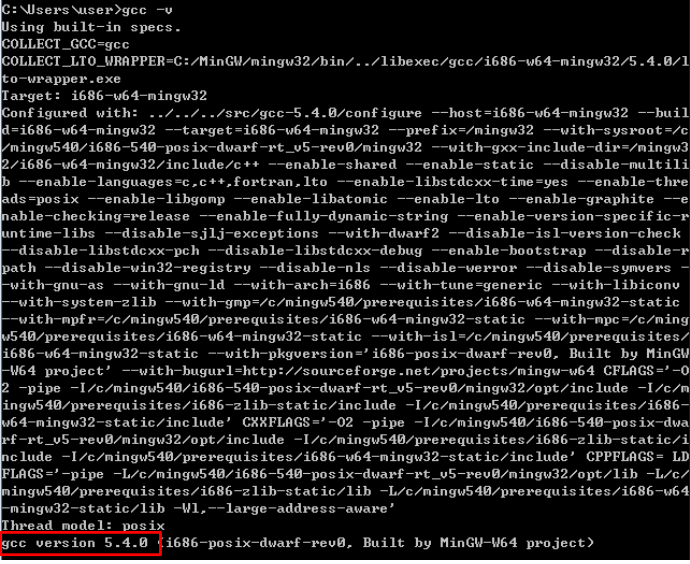 C:\Users\user>gcc -v
Using built-in specs.
COLLECT_GCC=gcc
COLLECT_LTO_WRAPPER=C:/MinGW/mingw32/bin/../libexec/gcc/i686-w64-mingw32/5.4.0/l
to-wrapper.exe
Target: i686-w64-mingw32
Configured with: ../../../src/gcc-5.4.0/configure --host=i686-w64-mingw32 --buil
d=i686-w64-mingw32 --target=i686-w64-mingw32 --prefix=/mingw32 --with-sysroot=/c
/mingw540/i686-540-posix-dwarf-rt_v5-rev0/mingw32 --with-gxx-include-dir=/mingw3
2/i686-w64-mingw32/include/c++ --enable-shared --enable-static --disable-multili
b --enable-languages=c,c++,fortran,lto --enable-libstdcxx-time=yes --enable-thre
ads=posix --enable-libgomp --enable-libatomic --enable-lto --enable-graphite --e
nable-checking=release --enable-fully-dynamic-string --enable-version-specific-r
untime-libs --disable-sjlj-exceptions --with-dwarf2 --disable-isl-version-check
--disable-libstdcxx-pch --disable-libstdcxx-debug --enable-bootstrap --disable-r
path --disable-win32-registry --disable-nls --disable-werror --disable-symvers -
-with-gnu-as --with-gnu-ld --with-arch=i686 --with-tune=generic --with-libiconv
--with-system-zlib --with-gmp=/c/mingw540/prerequisites/i686-w64-mingw32-static
--with-mpfr=/c/mingw540/prerequisites/i686-w64-mingw32-static --with-mpc=/c/ming
w540/prerequisites/i686-w64-mingw32-static --with-isl=/c/mingw540/prerequisites/
i686-w64-mingw32-static --with-pkgversion='i686-posix-dwarf-rev0, Built by MinGW
-W64 project' --with-bugurl=http://sourceforge.net/projects/mingw-w64 CFLAGS='-O
2 -pipe -I/c/mingw540/i686-540-posix-dwarf-rt_v5-rev0/mingw32/opt/include -I/c/m
ingw540/prerequisites/i686-zlib-static/include -I/c/mingw540/prerequisites/i686-
w64-mingw32-static/include' CXXFLAGS='-O2 -pipe -I/c/mingw540/i686-540-posix-dwa
rf-rt_v5-rev0/mingw32/opt/include -I/c/mingw540/prerequisites/i686-zlib-static/i
nclude -I/c/mingw540/prerequisites/i686-w64-mingw32-static/include' CPPFLAGS= LD
FLAGS='-pipe -L/c/mingw540/i686-540-posix-dwarf-rt_v5-rev0/mingw32/opt/lib -L/c/
mingw540/prerequisites/i686-zlib-static/lib -L/c/mingw540/prerequisites/i686-w64
-mingw32-static/lib -Wl,--large-address-aware'
Thread model: posix
gcc version 5.4.0 (i686-posix-dwarf-rev0, Built by MinGW-W64 project)